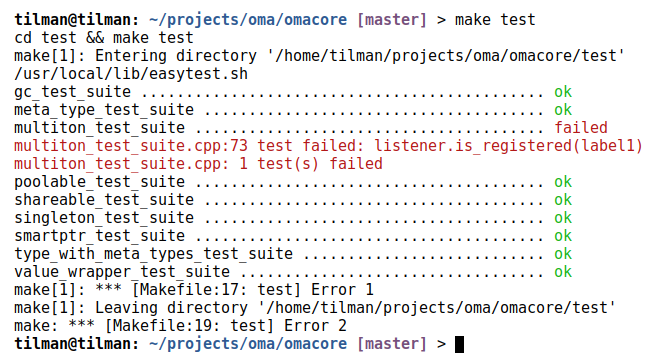 tilman@tilman: ~/projects/oma/omacore [master] > make test
cd test && make test
make[1]: Entering directory '/home/tilman/projects/oma/omacore/test'
/usr/local/lib/easytest.sh
gc_test_suite ............................................. ok
meta_type_test_suite ...................................... ok
multiton_test_suite ....................................... failed
multiton_test_suite.cpp:73 test failed: listener.is_registered(label1)
multiton_test_suite.cpp: 1 test(s) failed
poolable_test_suite ....................................... ok
shareable_test_suite ...................................... ok
singleton_test_suite ...................................... ok
smartptr_test_suite ....................................... ok
type_with_meta_types_test_suite ........................... ok
value_wrapper_test_suite .................................. ok
make[1]: *** [Makefile:17: test] Error 1
make[1]: Leaving directory '/home/tilman/projects/oma/omacore/test'
make: *** [Makefile:19: test] Error 2
tilman@tilman: ~/projects/oma/omacore [master] >